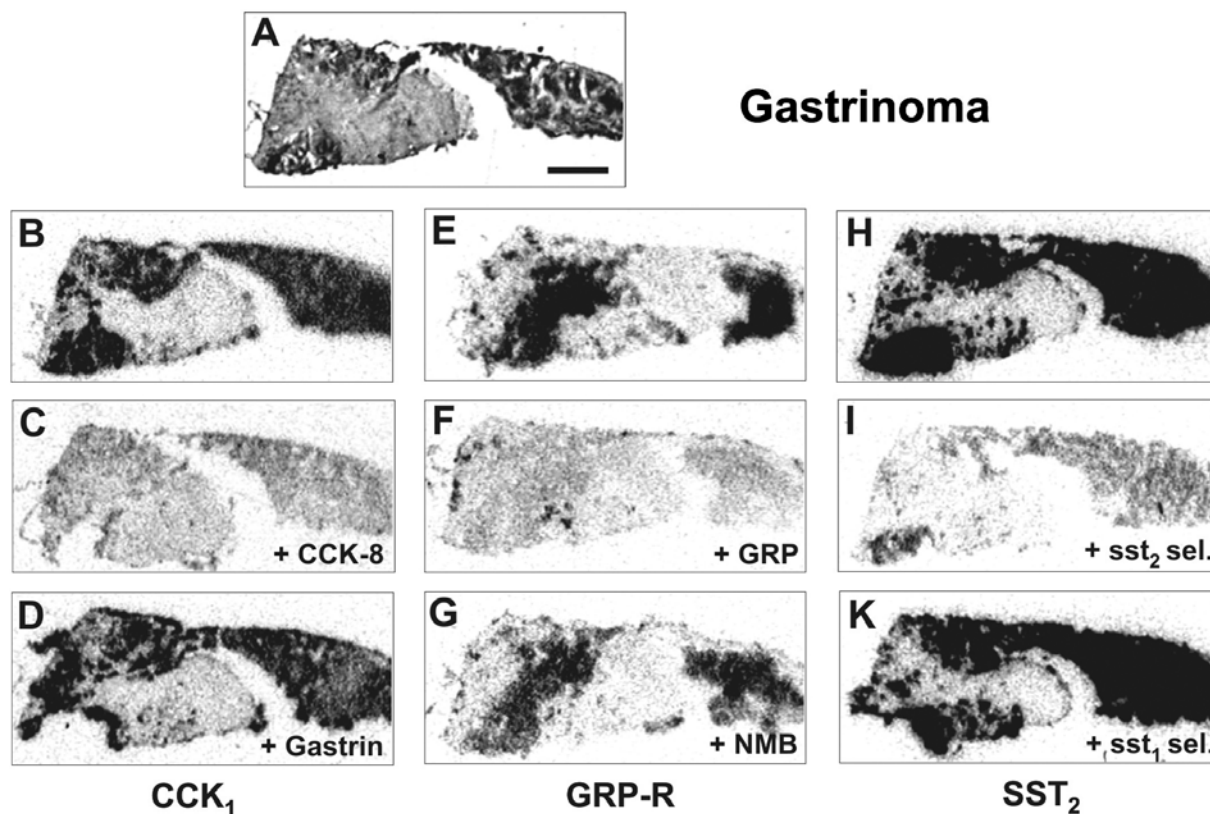 A
Gastrinoma
B
E
H
C
+ CCK-8
F
+ GRP
I
+ sst₂ sel.
D
+ Gastrin
G
+ NMB
K
+ sst₁ sel.
CCK₁
GRP-R
SST₂